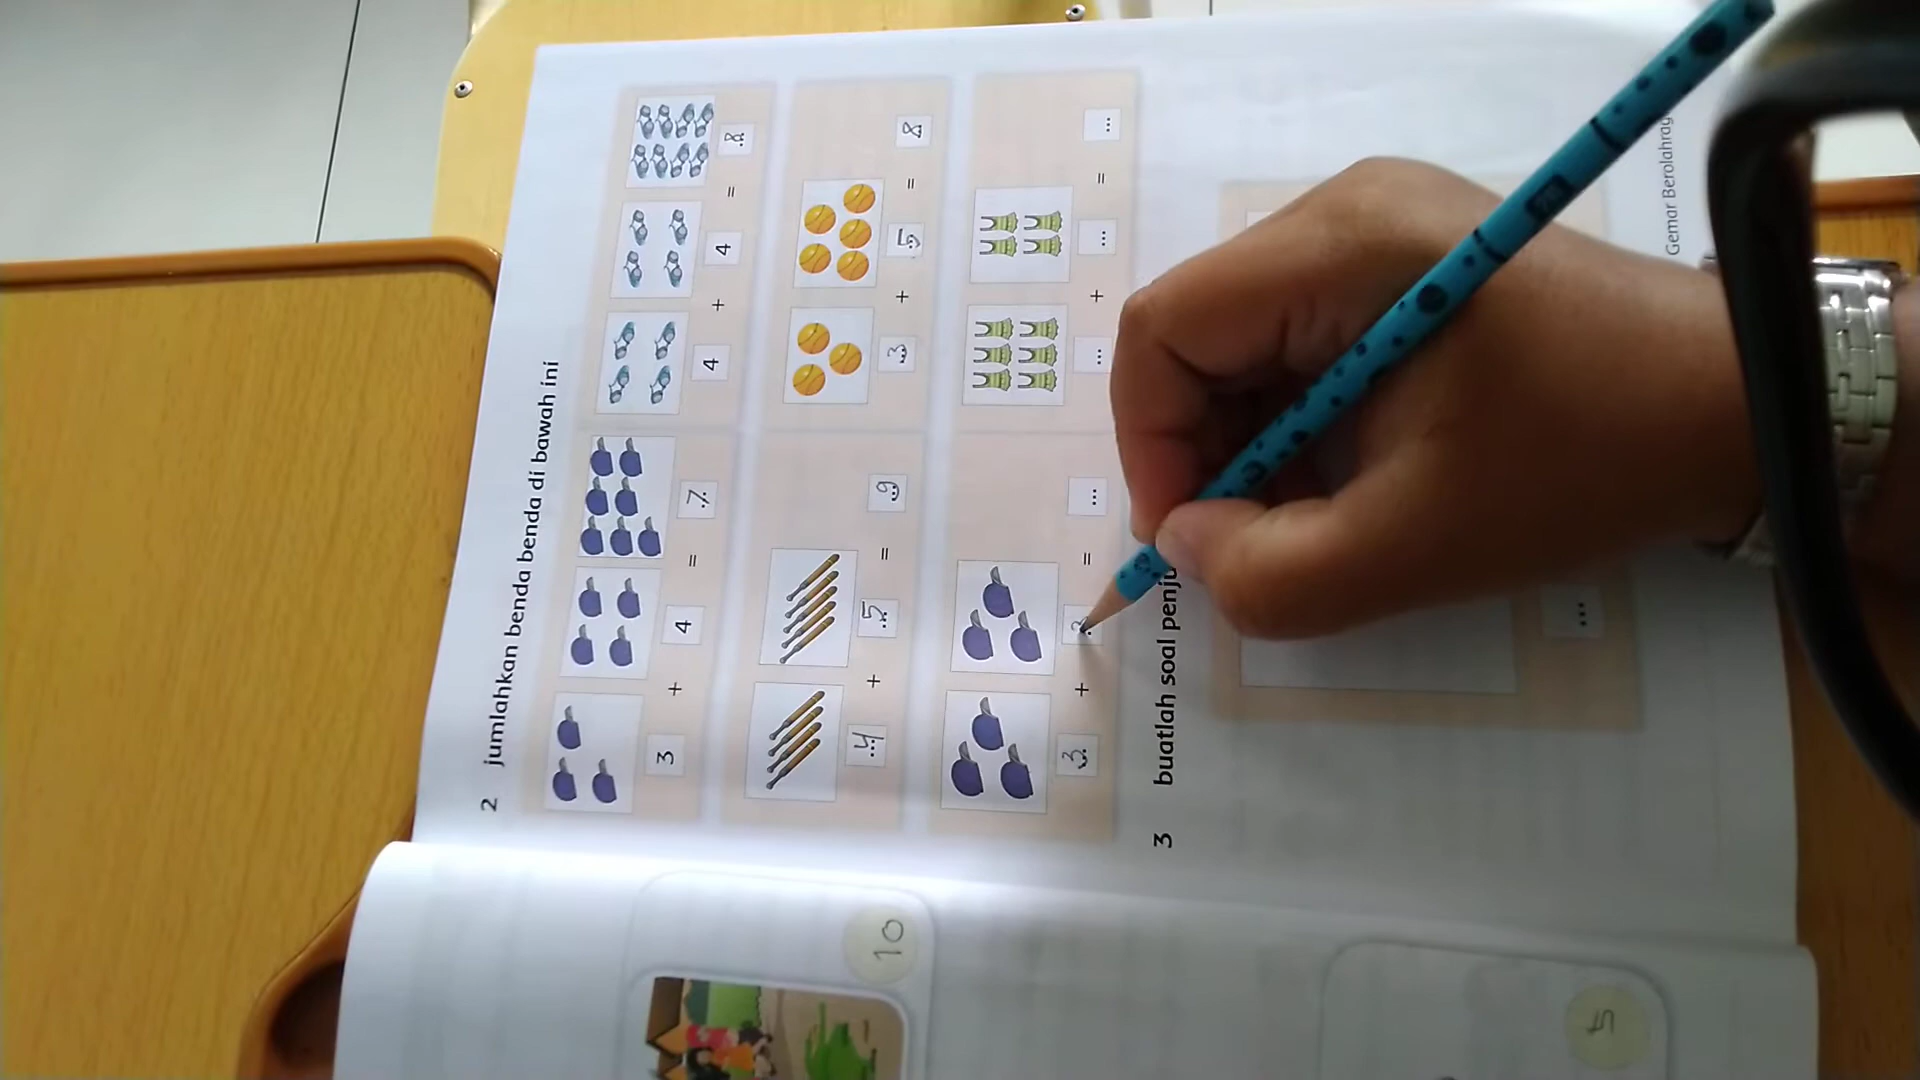 2 jumlahkan benda benda di bawah ini
3 + 4 = 7
4 + 4 = 8
4 + 5 = 9
3 + 5 = 8
3 + 3 = ...
... + ... = ...
3 buatlah soal penju
...
Gemar Berolahrag
10
5